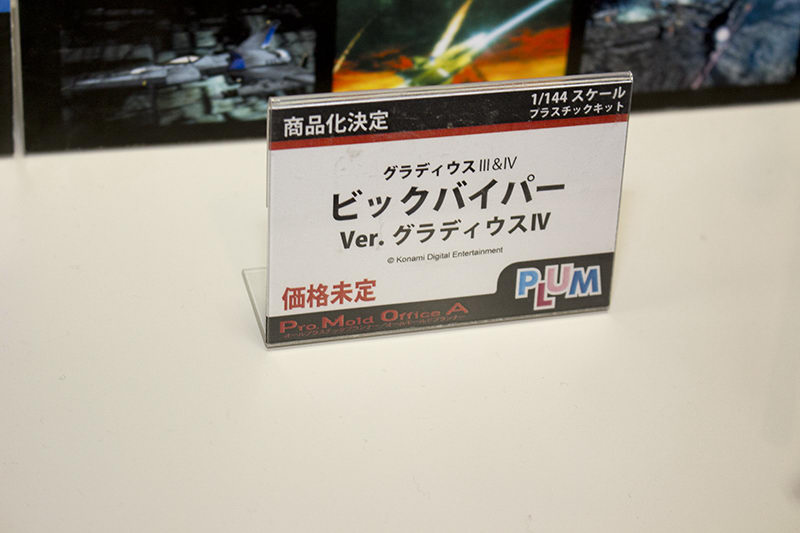 商品化決定
1/144 スケール
プラスチックキット
グラディウスⅢ&Ⅳ
ビックバイパー
Ver. グラディウスⅣ
© Konami Digital Entertainment
価格未定
PLUM
Pro Mold Office A